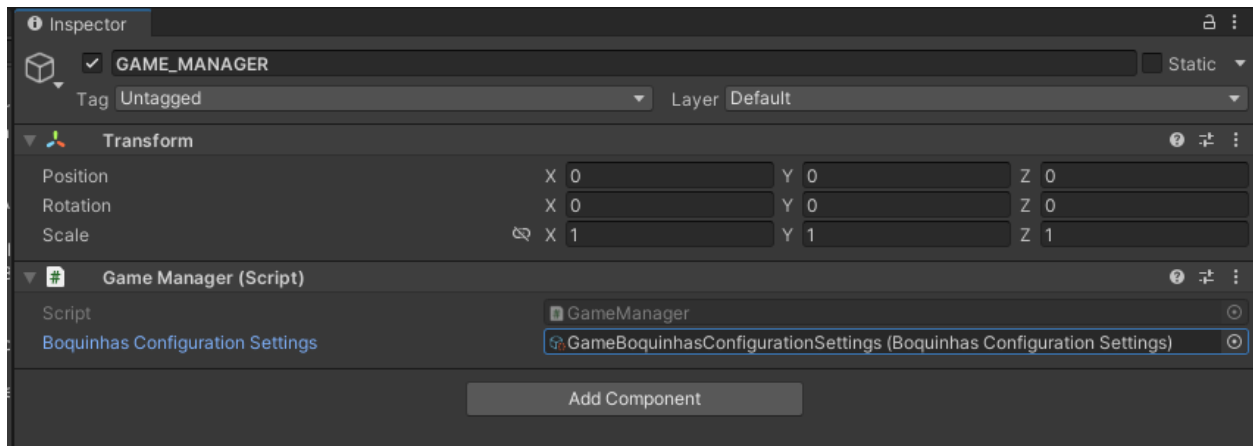 Inspector
GAME_MANAGER Static
Tag Untagged Layer Default
Transform
Position X 0 Y 0 Z 0
Rotation X 0 Y 0 Z 0
Scale X 1 Y 1 Z 1
# Game Manager (Script)
Script # GameManager
Boquinhas Configuration Settings GameBoquinhasConfigurationSettings (Boquinhas Configuration Settings)
Add Component